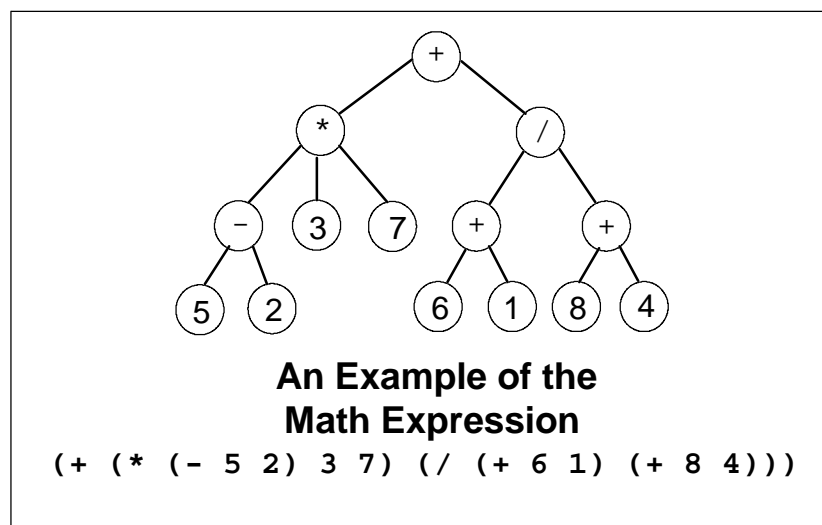 +
* /
- 3 7 + +
5 2 6 1 8 4
An Example of the
Math Expression
(+ (* (- 5 2) 3 7) (/ (+ 6 1) (+ 8 4)))